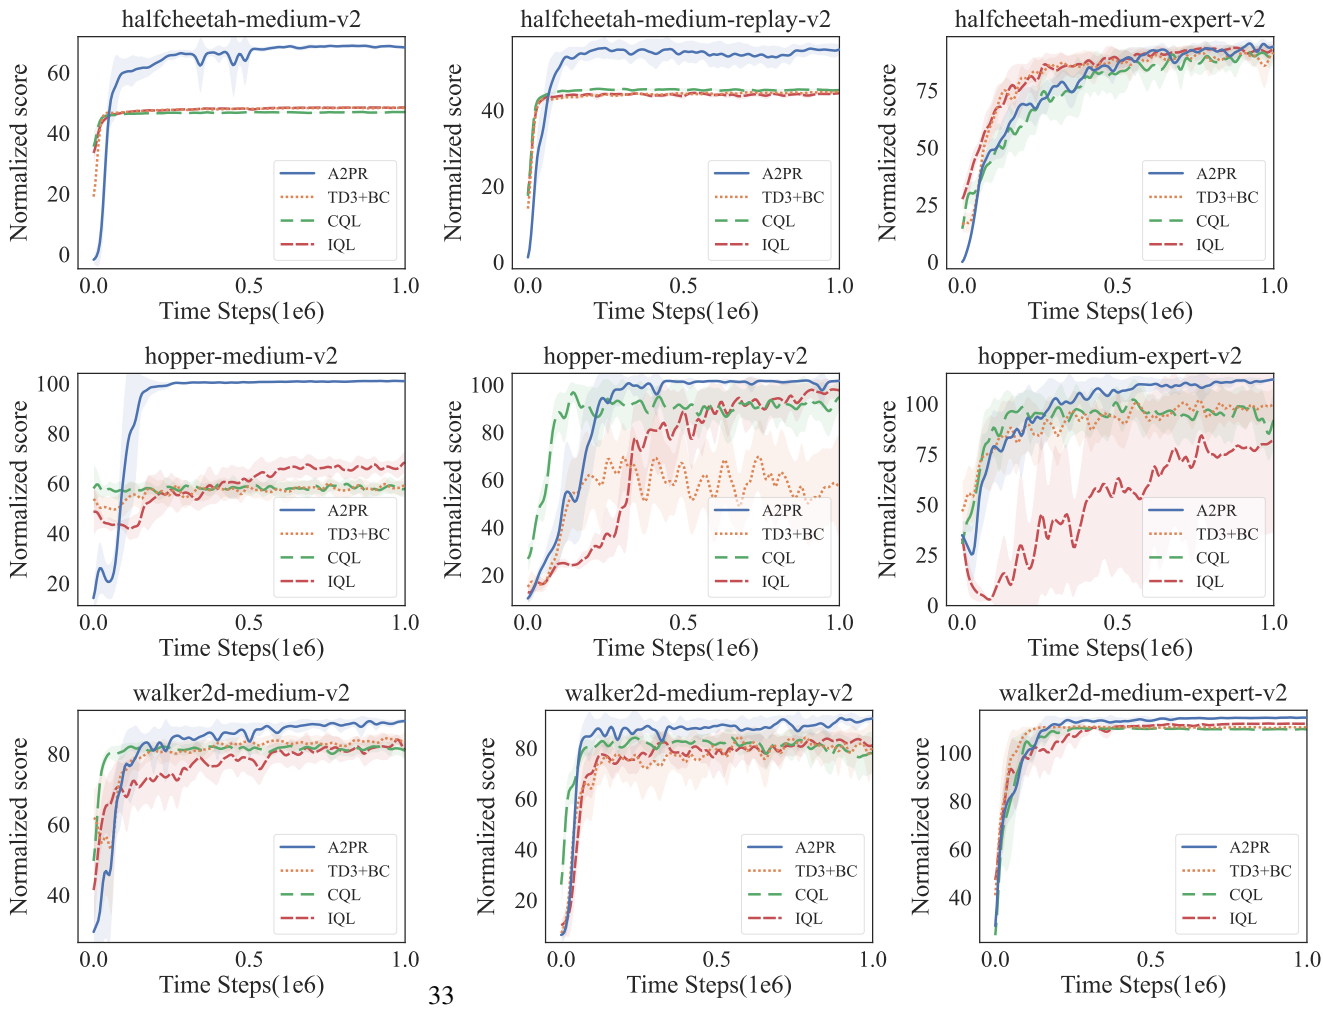 halfcheetah-medium-v2
Normalized score
60
40
20
0
A2PR
TD3+BC
CQL
IQL
0.0 0.5 1.0
Time Steps(1e6)
halfcheetah-medium-replay-v2
Normalized score
40
20
0
A2PR
TD3+BC
CQL
IQL
0.0 0.5 1.0
Time Steps(1e6)
halfcheetah-medium-expert-v2
Normalized score
75
50
25
0
A2PR
TD3+BC
CQL
IQL
0.0 0.5 1.0
Time Steps(1e6)
hopper-medium-v2
Normalized score
100
80
60
40
20
A2PR
TD3+BC
CQL
IQL
0.0 0.5 1.0
Time Steps(1e6)
hopper-medium-replay-v2
Normalized score
100
80
60
40
20
A2PR
TD3+BC
CQL
IQL
0.0 0.5 1.0
Time Steps(1e6)
hopper-medium-expert-v2
Normalized score
100
75
50
25
0
A2PR
TD3+BC
CQL
IQL
0.0 0.5 1.0
Time Steps(1e6)
walker2d-medium-v2
Normalized score
80
60
40
A2PR
TD3+BC
CQL
IQL
0.0 0.5 1.0
Time Steps(1e6)
walker2d-medium-replay-v2
Normalized score
80
60
40
20
A2PR
TD3+BC
CQL
IQL
0.0 0.5 1.0
Time Steps(1e6)
walker2d-medium-expert-v2
Normalized score
100
80
60
40
A2PR
TD3+BC
CQL
IQL
0.0 0.5 1.0
Time Steps(1e6)
33